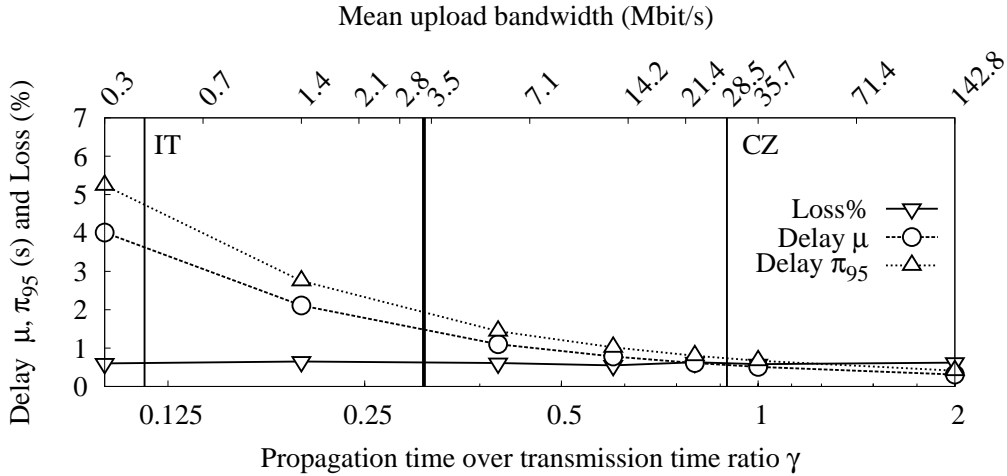 Mean upload bandwidth (Mbit/s)
0.3 0.7 1.4 2.1 2.8 3.5 7.1 14.2 21.4 28.5 35.7 71.4 142.8
Delay μ, π95 (s) and Loss (%)
7
6
5
4
3
2
1
0
IT
CZ
Loss%
Delay μ
Delay π95
0.125 0.25 0.5 1 2
Propagation time over transmission time ratio γ